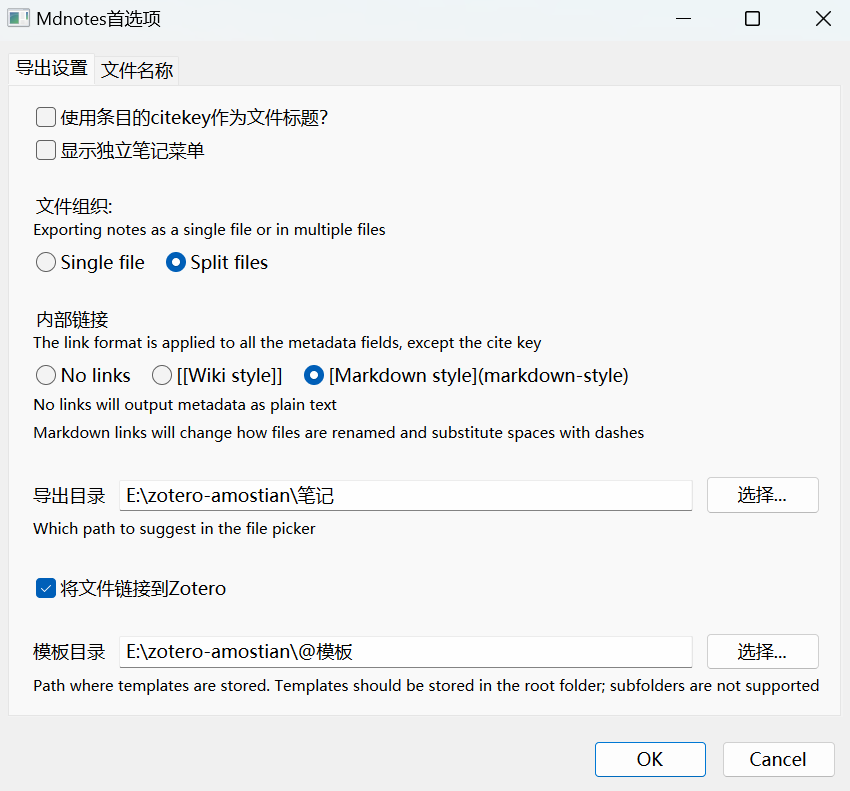 Mdnotes首选项
导出设置 文件名称
使用条目的citekey作为文件标题?
显示独立笔记菜单
文件组织:
Exporting notes as a single file or in multiple files
Single file Split files
内部链接
The link format is applied to all the metadata fields, except the cite key
No links [[Wiki style]] [Markdown style](markdown-style)
No links will output metadata as plain text
Markdown links will change how files are renamed and substitute spaces with dashes
导出目录 E:\zotero-amostian\笔记 选择...
Which path to suggest in the file picker
将文件链接到Zotero
模板目录 E:\zotero-amostian\@模板 选择...
Path where templates are stored. Templates should be stored in the root folder; subfolders are not supported
OK Cancel